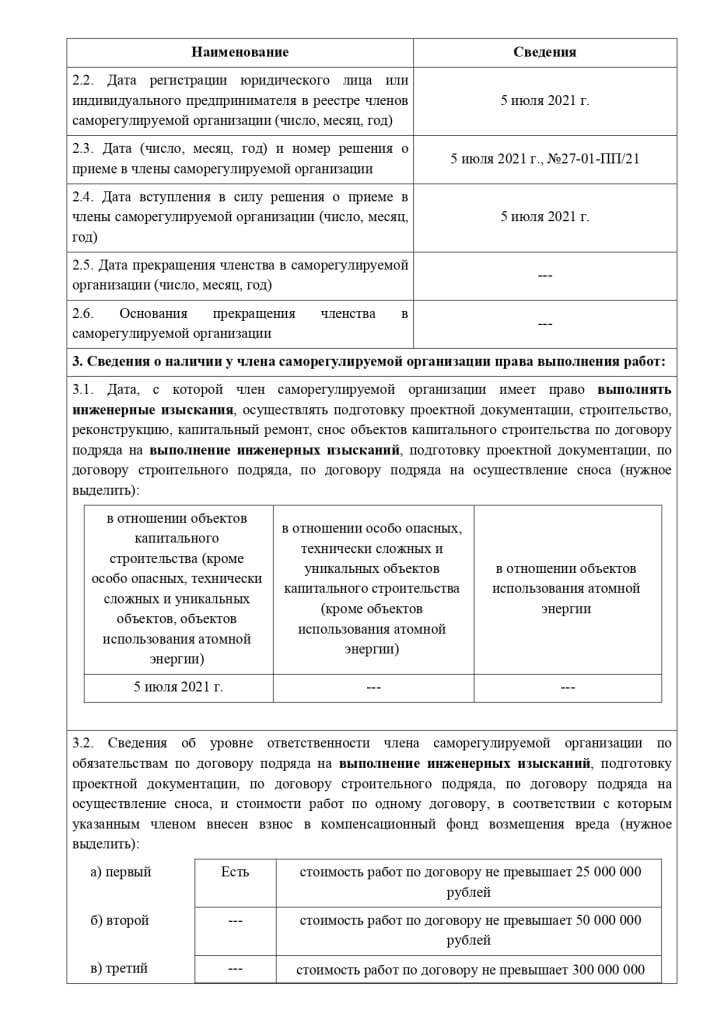 Наименование
Сведения
2.2. Дата регистрации юридического лица или
индивидуального предпринимателя в реестре членов
саморегулируемой организации (число, месяц, год)
5 июля 2021 г.
2.3. Дата (число, месяц, год) и номер решения о
приеме в члены саморегулируемой организации
5 июля 2021 г., №27-01-ПП/21
2.4. Дата вступления в силу решения о приеме в
члены саморегулируемой организации (число, месяц,
год)
5 июля 2021 г.
2.5. Дата прекращения членства в саморегулируемой
организации (число, месяц, год)
---
2.6. Основания прекращения членства в
саморегулируемой организации
---
3. Сведения о наличии у члена саморегулируемой организации права выполнения работ:
3.1. Дата, с которой член саморегулируемой организации имеет право выполнять
инженерные изыскания, осуществлять подготовку проектной документации, строительство,
реконструкцию, капитальный ремонт, снос объектов капитального строительства по договору
подряда на выполнение инженерных изысканий, подготовку проектной документации, по
договору строительного подряда, по договору подряда на осуществление сноса (нужное
выделить):
в отношении объектов
капитального
строительства (кроме
особо опасных, технически
сложных и уникальных
объектов, объектов
использования атомной
энергии)
в отношении особо опасных,
технически сложных и
уникальных объектов
капитального строительства
(кроме объектов
использования атомной
энергии)
в отношении объектов
использования атомной
энергии
5 июля 2021 г.
---
---
3.2. Сведения об уровне ответственности члена саморегулируемой организации по
обязательствам по договору подряда на выполнение инженерных изысканий, подготовку
проектной документации, по договору строительного подряда, по договору подряда на
осуществление сноса, и стоимости работ по одному договору, в соответствии с которым
указанным членом внесен взнос в компенсационный фонд возмещения вреда (нужное
выделить):
а) первый
Есть
стоимость работ по договору не превышает 25 000 000
рублей
б) второй
---
стоимость работ по договору не превышает 50 000 000
рублей
в) третий
---
стоимость работ по договору не превышает 300 000 000